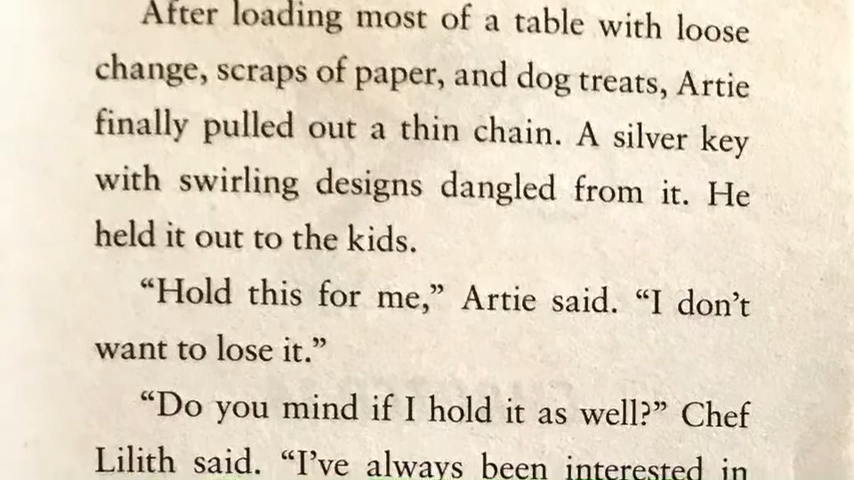 After loading most of a table with loose
change, scraps of paper, and dog treats, Artie
finally pulled out a thin chain. A silver key
with swirling designs dangled from it. He
held it out to the kids.
“Hold this for me,” Artie said. “I don’t
want to lose it.”
“Do you mind if I hold it as well?” Chef
Lilith said. “I’ve always been interested in